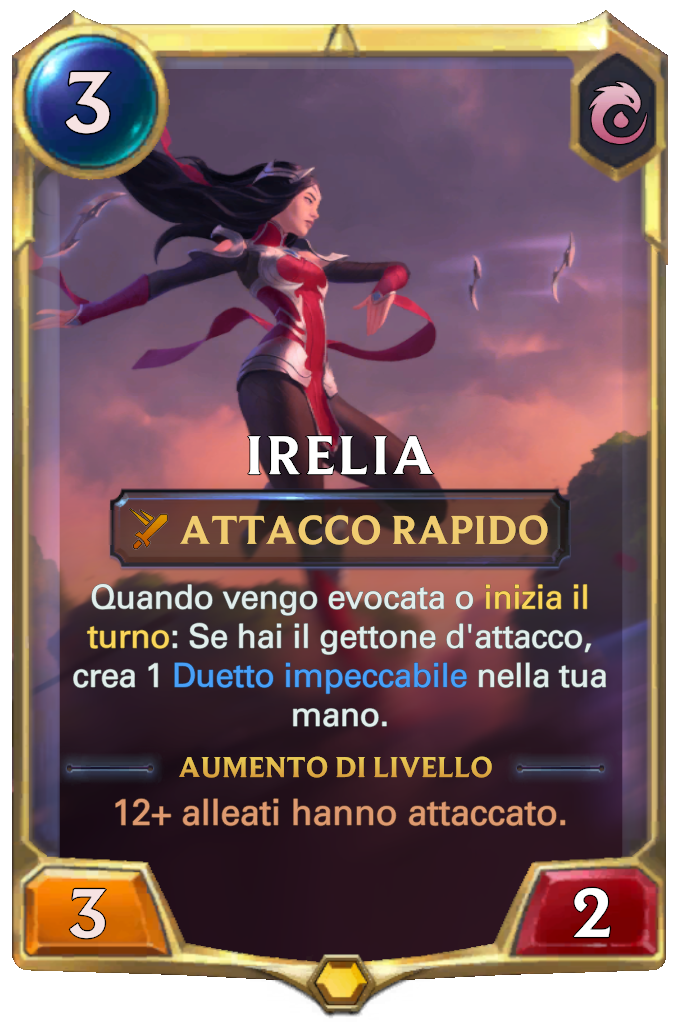 3
IRELIA
ATTACCO RAPIDO
Quando vengo evocata o inizia il
turno: Se hai il gettone d'attacco,
crea 1 Duetto impeccabile nella tua
mano.
AUMENTO DI LIVELLO
12+ alleati hanno attaccato.
3
2